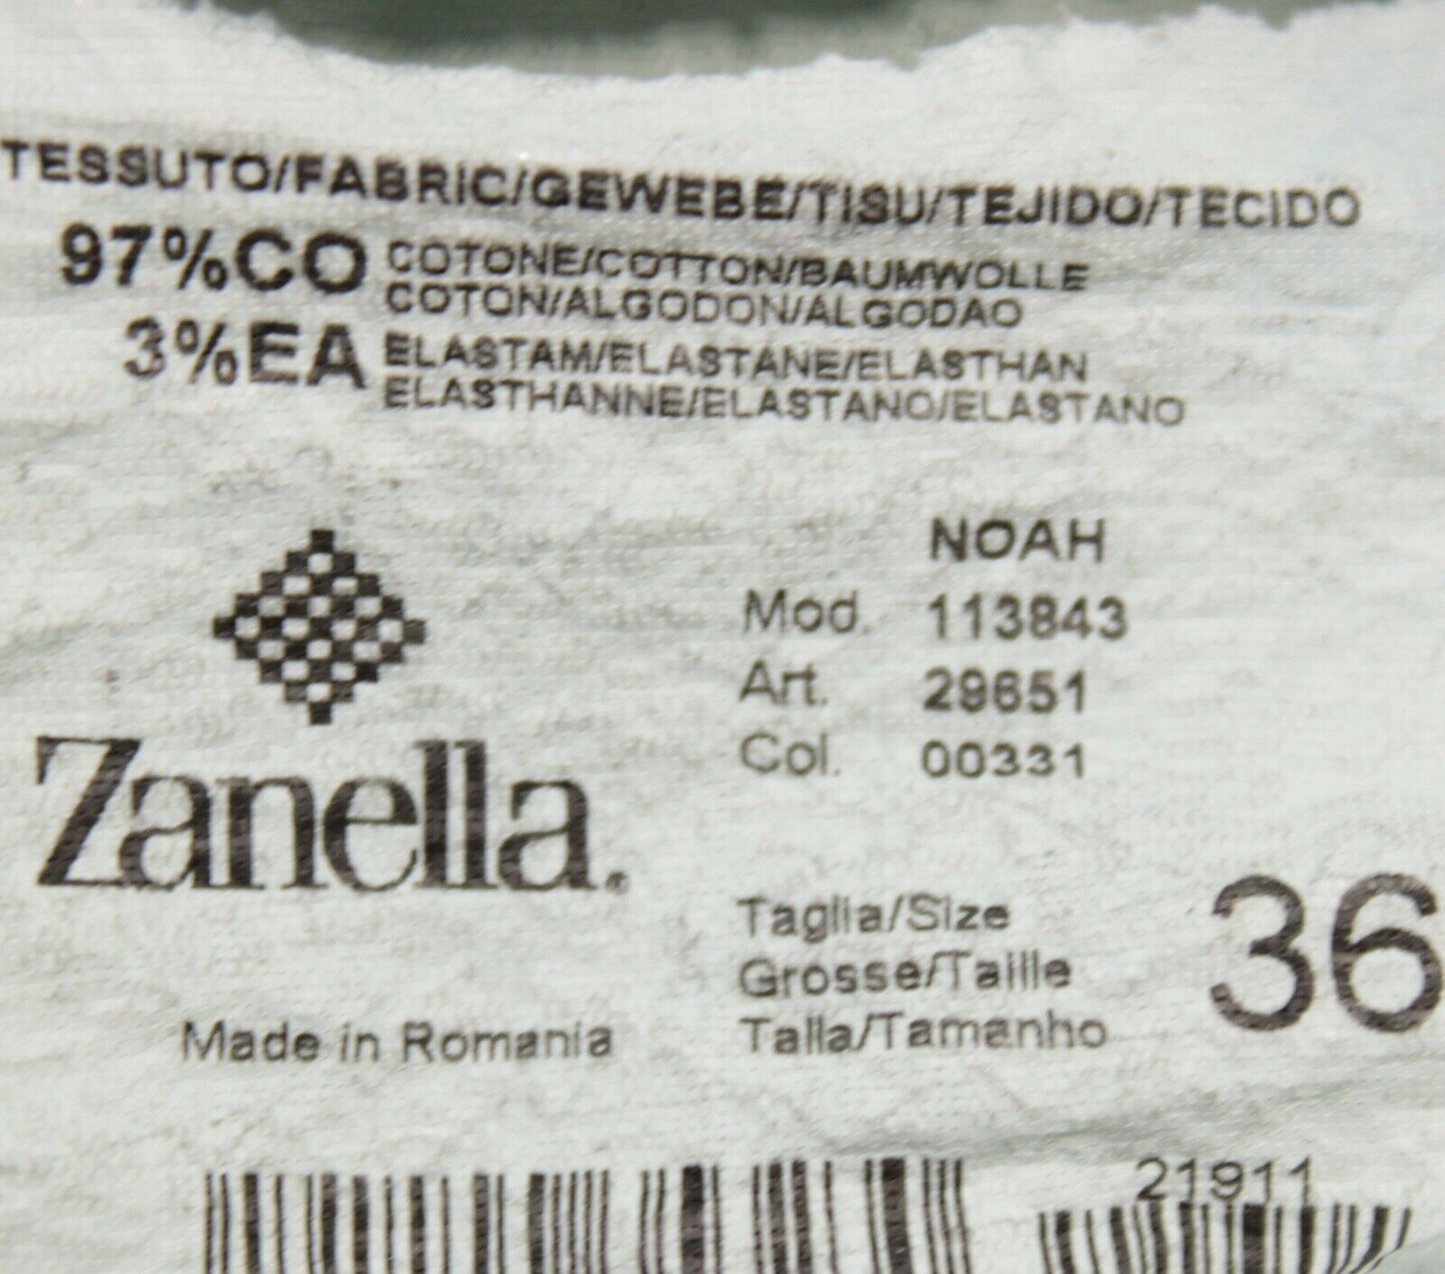 TESSUTO/FABRIC/GEWEBE/TISU/TEJIDO/TECIDO
97%CO COTONE/COTTON/BAUMWOLLE
COTON/ALGODON/ALGODAO
3%EA ELASTAM/ELASTANE/ELASTHAN
ELASTHANNE/ELASTANO/ELASTANO
NOAH
Mod. 113843
Art. 29651
Col. 00331
Zanella®
Taglia/Size
Grosse/Taille
Talla/Tamanho
36
Made in Romania
21911